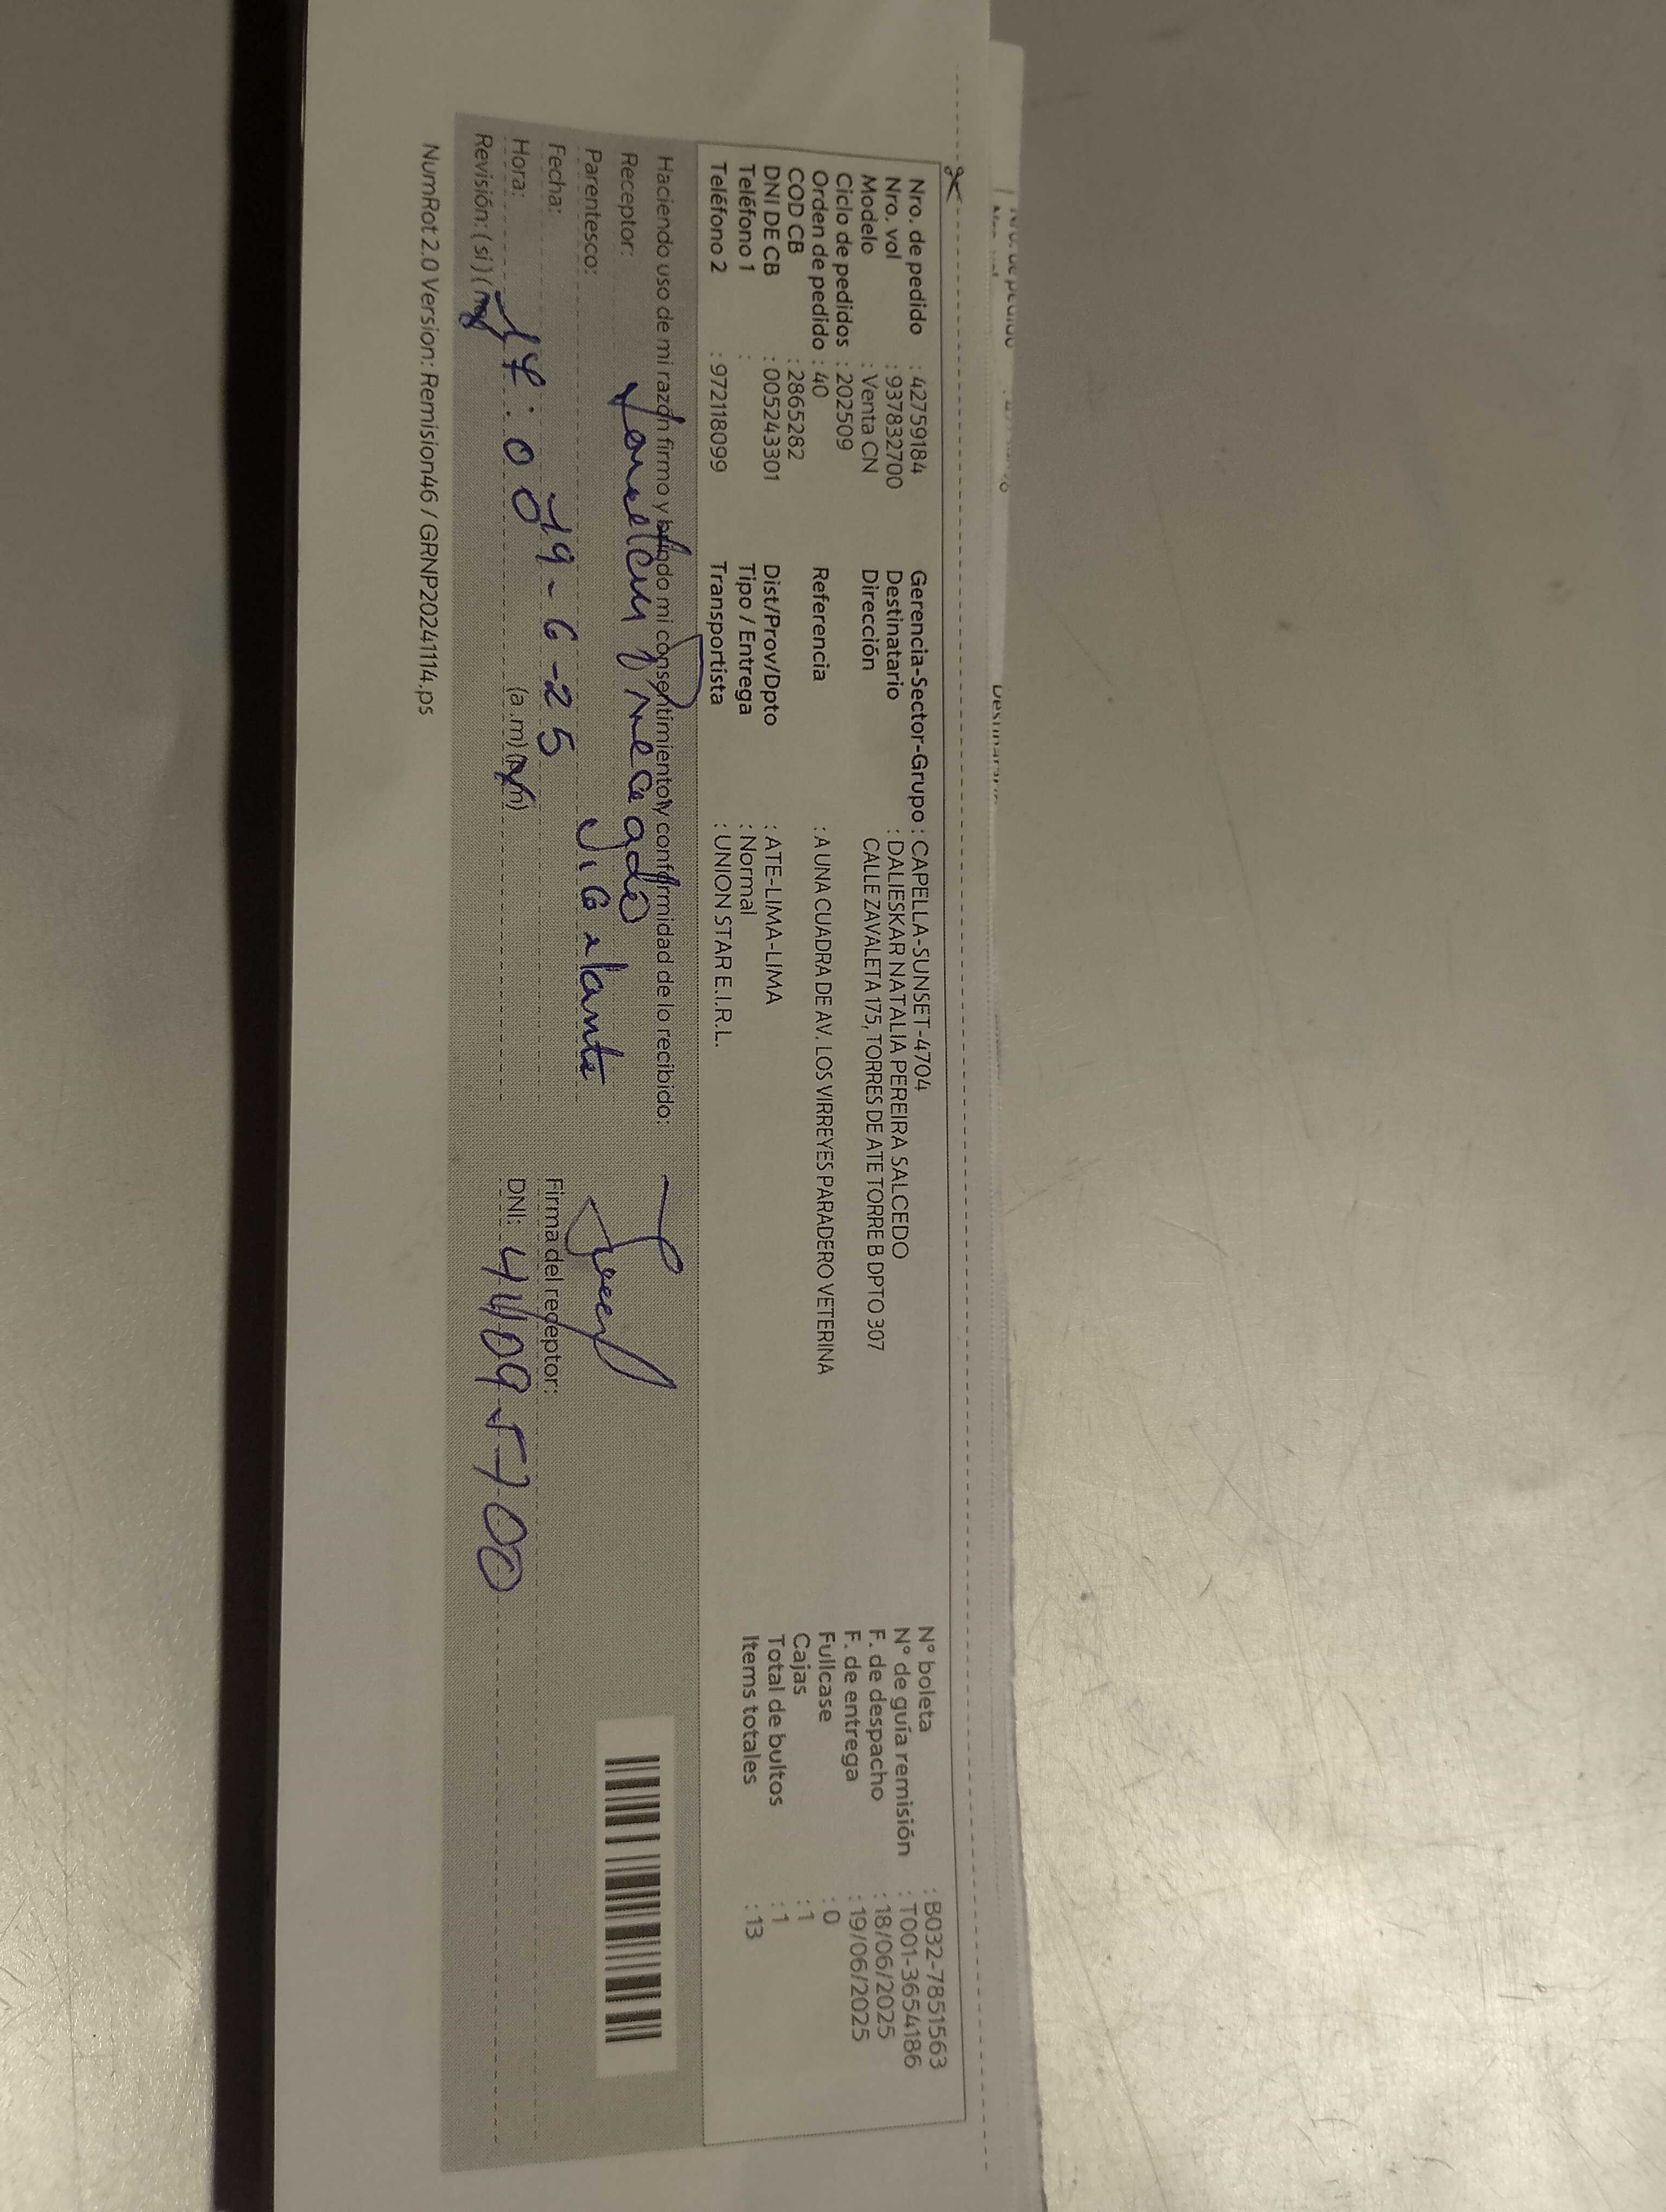 Nro. de pedido : 42759184 Gerencia-Sector-Grupo : CAPELLA-SUNSET-4704 N° boleta : B032-7851563
Nro. vol : 937832700 Destinatario : DALIESKAR NATALIA PEREIRA SALCEDO N° de guía remisión : T001-3654186
Modelo : Venta CN Dirección CALLE ZAVALETA 175, TORRES DE ATE TORRE B DPTO 307 F. de despacho : 18/06/2025
Ciclo de pedidos : 202509 F. de entrega : 19/06/2025
Orden de pedido : 40 Referencia : A UNA CUADRA DE AV. LOS VIRREYES PARADERO VETERINA Fullcase : 0
COD CB : 2865282 Cajas : 1
DNI DE CB : 005243301 Dist/Prov/Dpto : ATE-LIMA-LIMA Total de bultos : 1
Teléfono 1 : Tipo / Entrega : Normal Items totales : 13
Teléfono 2 : 972118099 Transportista : UNION STAR E.I.R.L.
Haciendo uso de mi razón firmo y brindo mi consentimiento y conformidad de lo recibido:
Receptor:
Parentesco: Vigilante
Fecha: 19-6-25 Firma del receptor:
Hora: (a.m) (p.m) DNI:
Revisión: (si) (no)
NumRot 2.0 Version: Remision46 / GRNP20241114.ps